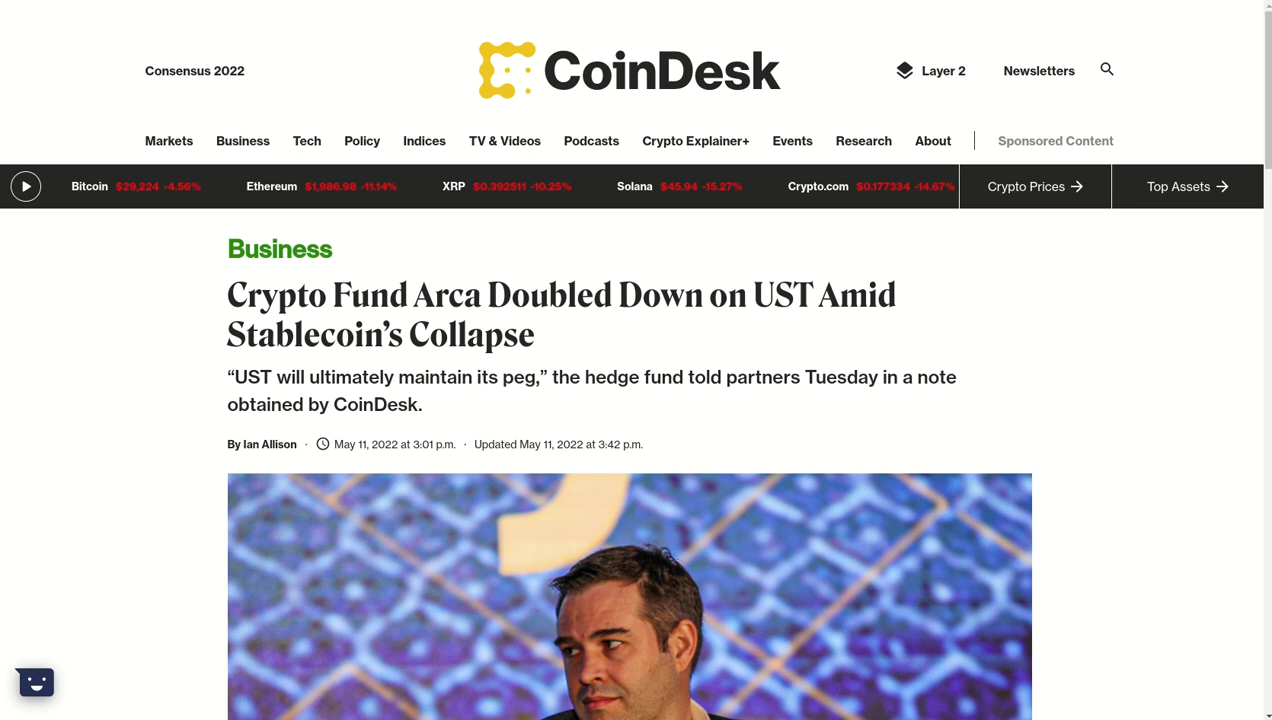 Consensus 2022
CoinDesk
Layer 2
Newsletters
Markets Business Tech Policy Indices TV & Videos Podcasts Crypto Explainer+ Events Research About Sponsored Content
Bitcoin $29,224 -4.56% Ethereum $1,986.98 -11.14% XRP $0.392511 -10.25% Solana $45.94 -15.27% Crypto.com $0.177334 -14.67% Crypto Prices → Top Assets →
Business
Crypto Fund Arca Doubled Down on UST Amid
Stablecoin’s Collapse
“UST will ultimately maintain its peg,” the hedge fund told partners Tuesday in a note
obtained by CoinDesk.
By Ian Allison · May 11, 2022 at 3:01 p.m. · Updated May 11, 2022 at 3:42 p.m.